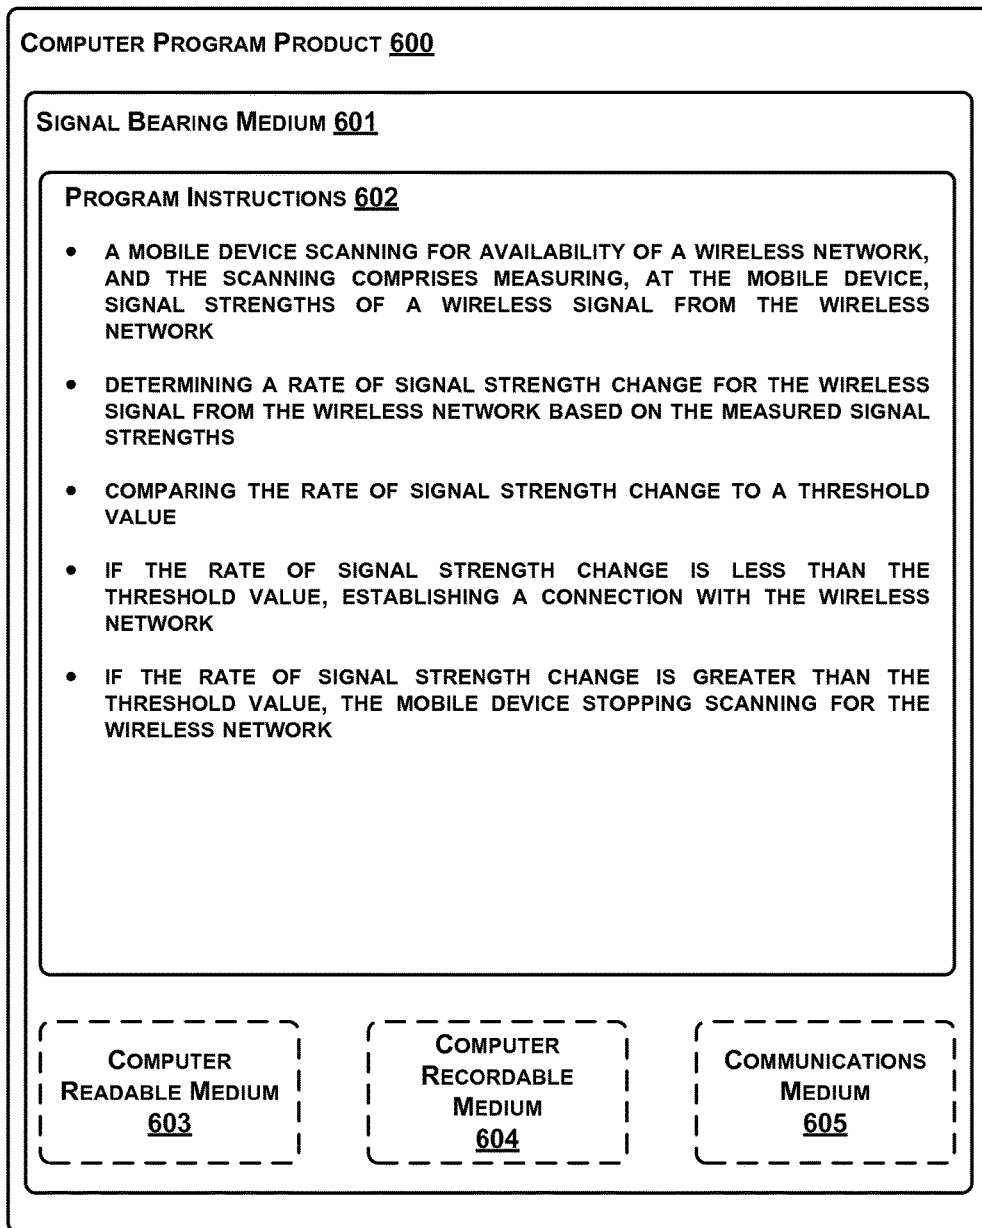 COMPUTER PROGRAM PRODUCT 600
SIGNAL BEARING MEDIUM 601
PROGRAM INSTRUCTIONS 602
• A MOBILE DEVICE SCANNING FOR AVAILABILITY OF A WIRELESS NETWORK,
AND THE SCANNING COMPRISES MEASURING, AT THE MOBILE DEVICE,
SIGNAL STRENGTHS OF A WIRELESS SIGNAL FROM THE WIRELESS
NETWORK
• DETERMINING A RATE OF SIGNAL STRENGTH CHANGE FOR THE WIRELESS
SIGNAL FROM THE WIRELESS NETWORK BASED ON THE MEASURED SIGNAL
STRENGTHS
• COMPARING THE RATE OF SIGNAL STRENGTH CHANGE TO A THRESHOLD
VALUE
• IF THE RATE OF SIGNAL STRENGTH CHANGE IS LESS THAN THE
THRESHOLD VALUE, ESTABLISHING A CONNECTION WITH THE WIRELESS
NETWORK
• IF THE RATE OF SIGNAL STRENGTH CHANGE IS GREATER THAN THE
THRESHOLD VALUE, THE MOBILE DEVICE STOPPING SCANNING FOR THE
WIRELESS NETWORK
COMPUTER
READABLE MEDIUM
603
COMPUTER
RECORDABLE
MEDIUM
604
COMMUNICATIONS
MEDIUM
605